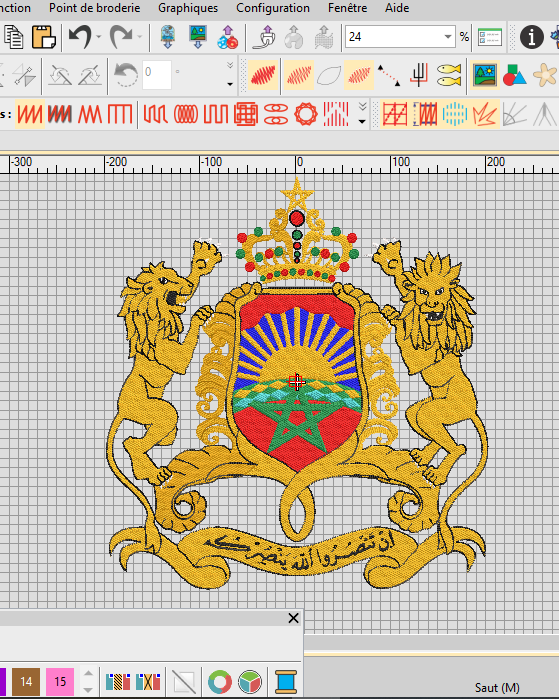 nction Point de broderie Graphiques Configuration Fenêtre Aide
24 %
0 °
s :
-300 -200 -100 0 100 200
إن تنصروا الله ينصركم
14 15
Saut (M)